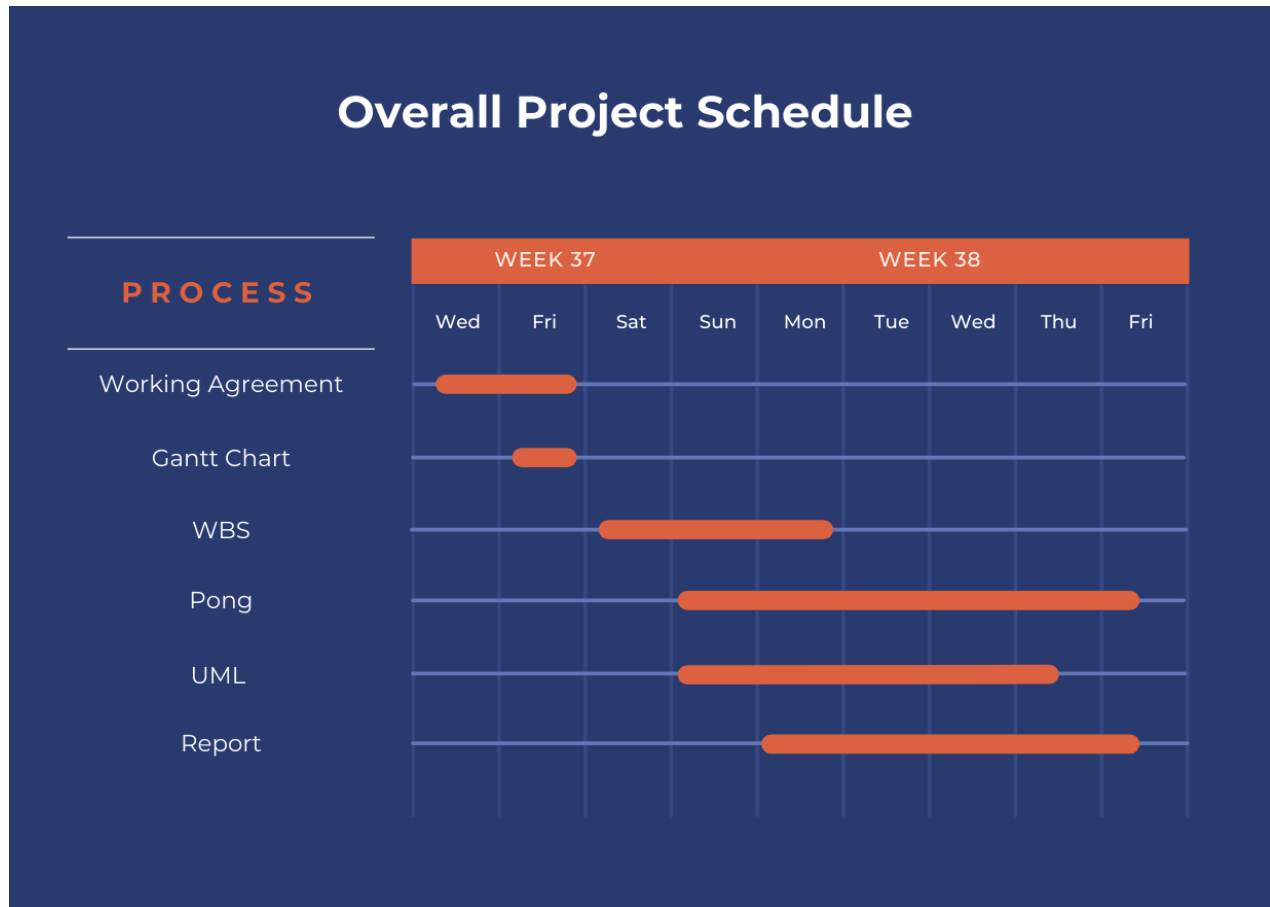 Overall Project Schedule
WEEK 37 WEEK 38
PROCESS
Wed Fri Sat Sun Mon Tue Wed Thu Fri
Working Agreement
Gantt Chart
WBS
Pong
UML
Report